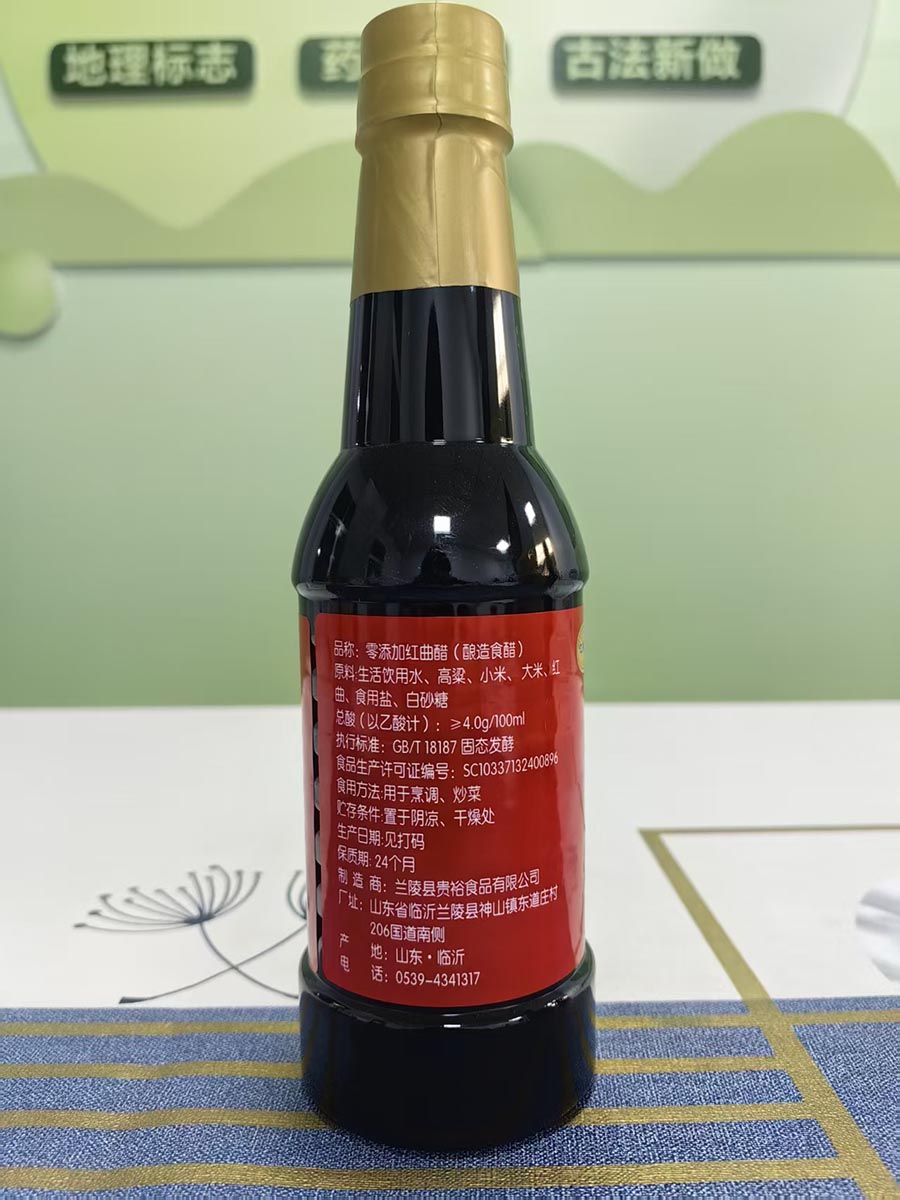 地理标志
药
古法新做
品称：零添加红曲醋（酿造食醋）
原料:生活饮用水、高粱、小米、大米、红
曲、食用盐、白砂糖
总酸（以乙酸计）：≥4.0g/100ml
执行标准：GB/T 18187 固态发酵
食品生产许可证编号：SC10337132400896
食用方法:用于烹调、炒菜
贮存条件:置于阴凉、干燥处
生产日期:见打码
保质期:24个月
制 造 商：兰陵县贵裕食品有限公司
厂址：山东省临沂兰陵县神山镇东道庄村
206国道南侧
产 地：山东·临沂
电 话：0539-4341317